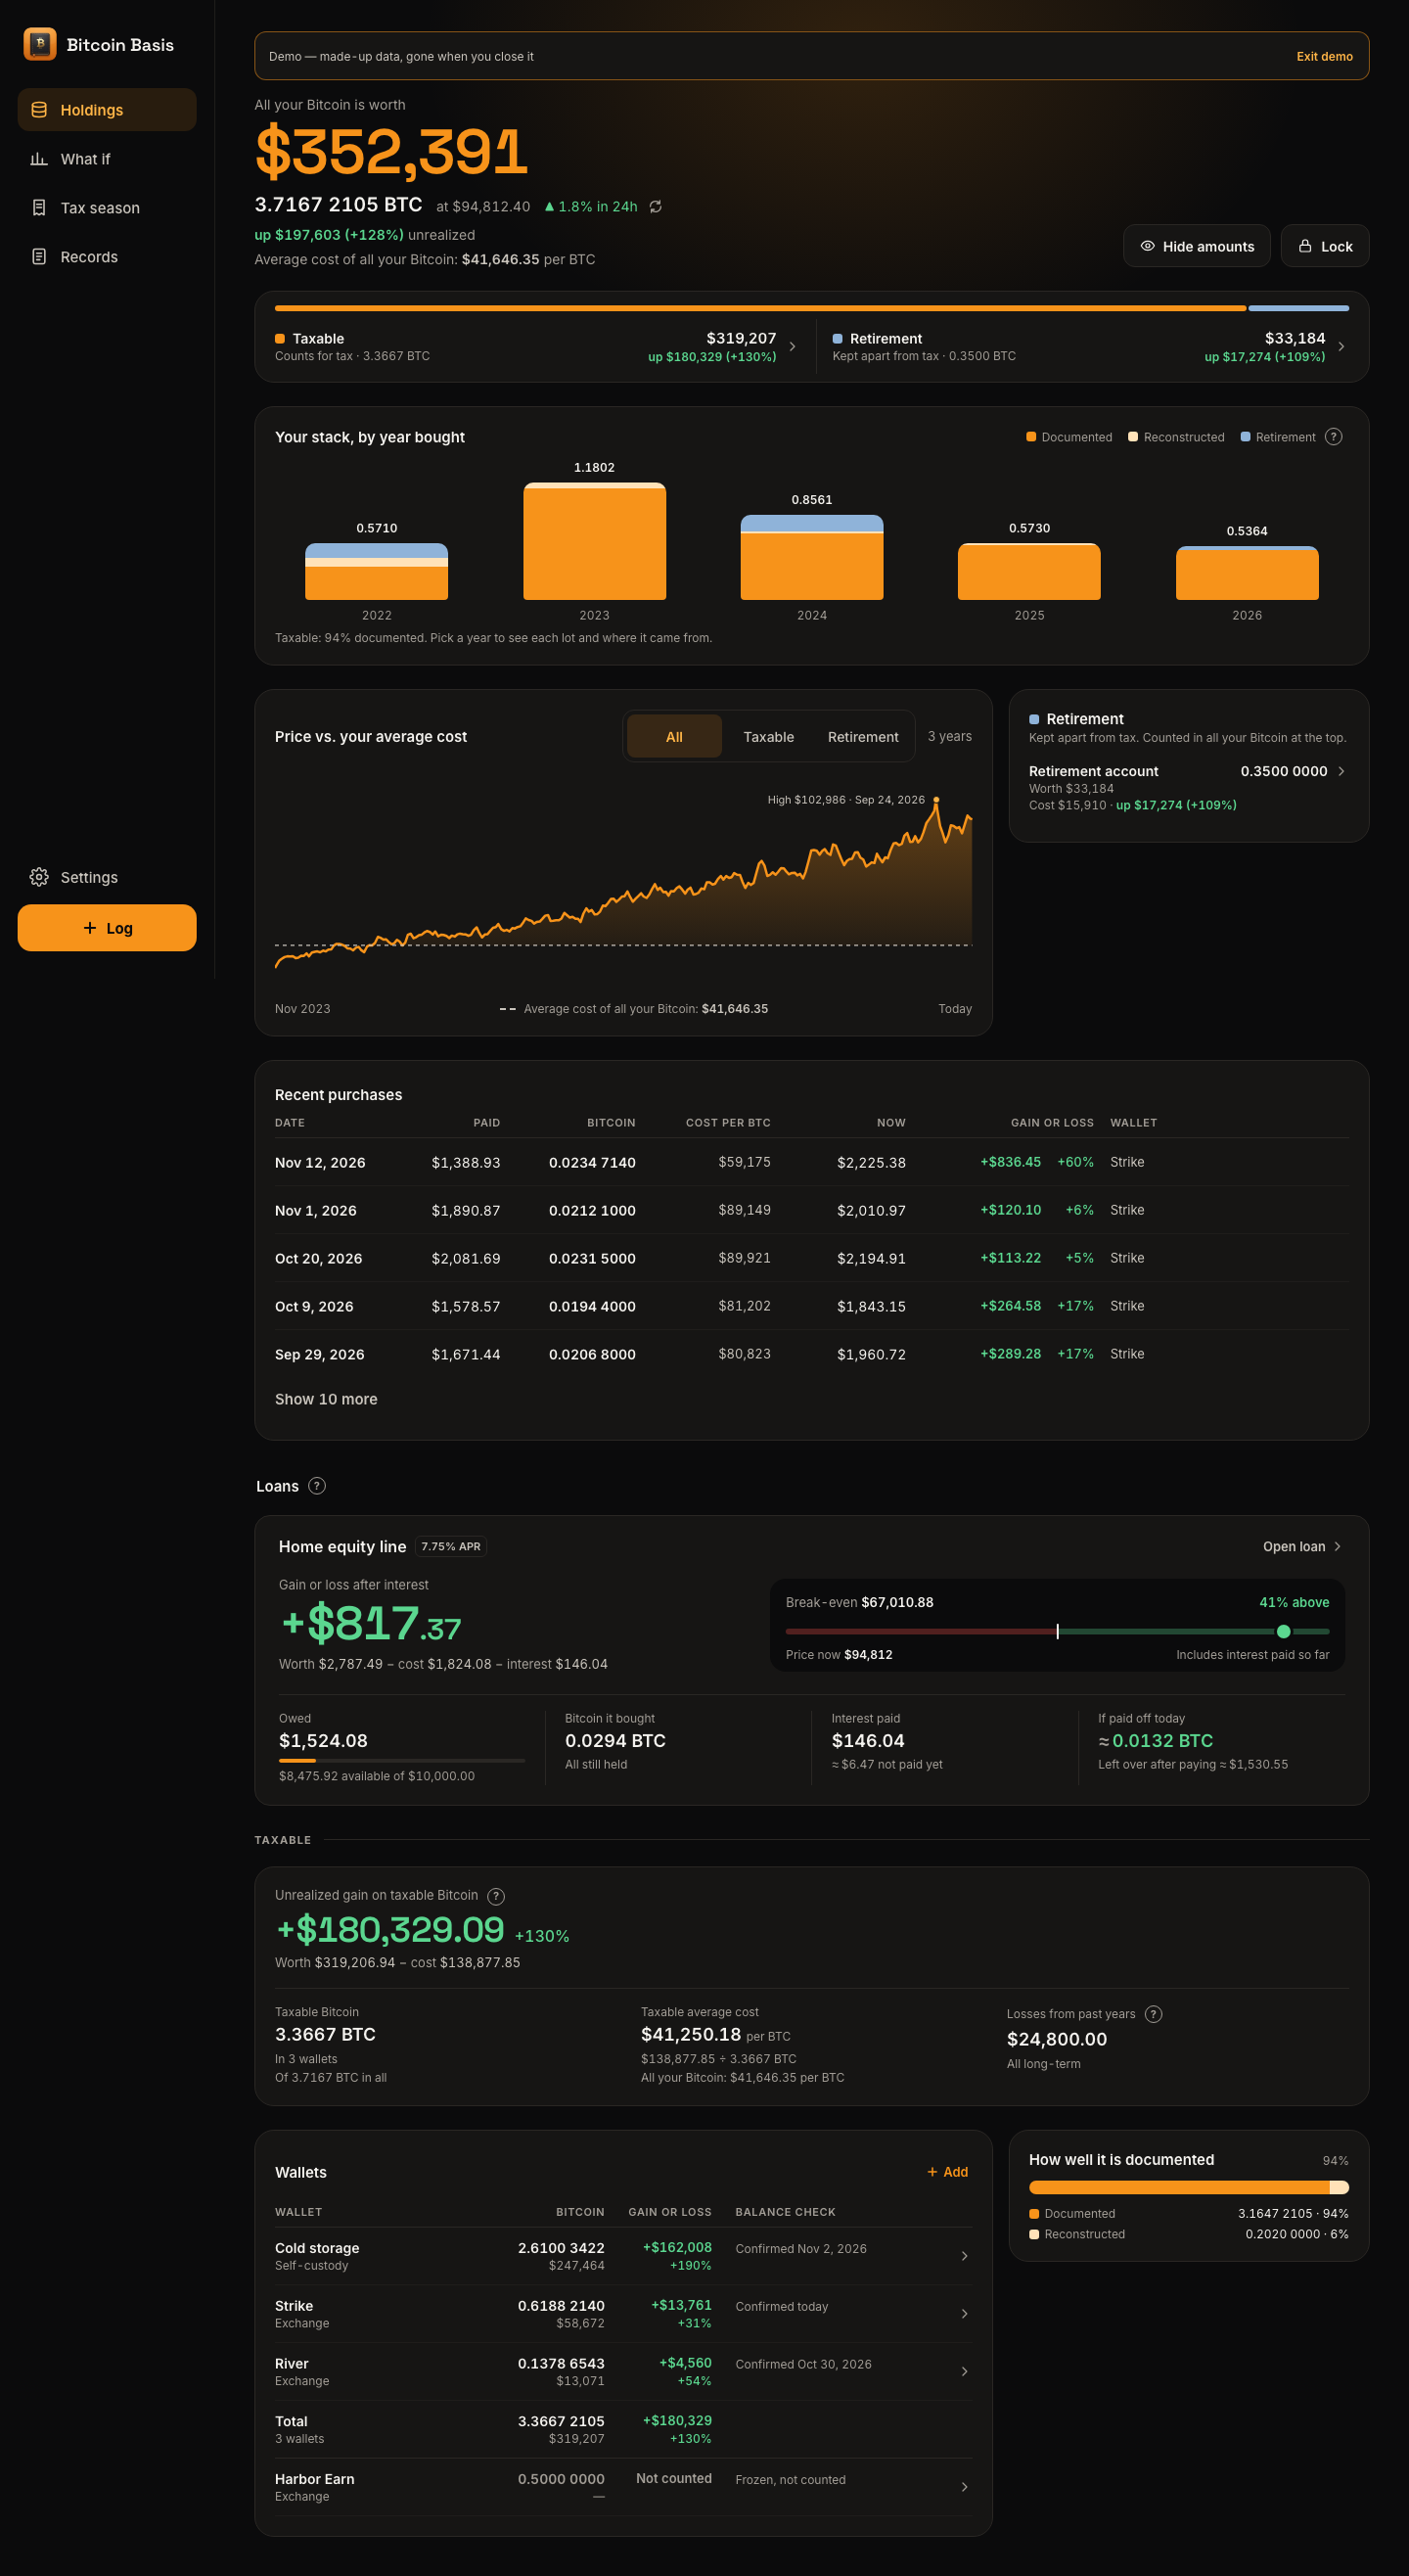 Bitcoin Basis
Holdings
What if
Tax season
Records
Settings
+ Log
Demo — made-up data, gone when you close it
Exit demo
All your Bitcoin is worth
$352,391
3.7167 2105 BTC at $94,812.40 ▲ 1.8% in 24h
up $197,603 (+128%) unrealized
Average cost of all your Bitcoin: $41,646.35 per BTC
Hide amounts
Lock
Taxable $319,207
Counts for tax · 3.3667 BTC up $180,329 (+130%)
Retirement $33,184
Kept apart from tax · 0.3500 BTC up $17,274 (+109%)
Your stack, by year bought
Documented Reconstructed Retirement ?
0.5710 1.1802 0.8561 0.5730 0.5364
2022 2023 2024 2025 2026
Taxable: 94% documented. Pick a year to see each lot and where it came from.
Price vs. your average cost
All Taxable Retirement 3 years
High $102,986 · Sep 24, 2026
Nov 2023 Average cost of all your Bitcoin: $41,646.35 Today
Retirement
Kept apart from tax. Counted in all your Bitcoin at the top.
Retirement account 0.3500 0000
Worth $33,184
Cost $15,910 · up $17,274 (+109%)
Recent purchases
DATE PAID BITCOIN COST PER BTC NOW GAIN OR LOSS WALLET
Nov 12, 2026 $1,388.93 0.0234 7140 $59,175 $2,225.38 +$836.45 +60% Strike
Nov 1, 2026 $1,890.87 0.0212 1000 $89,149 $2,010.97 +$120.10 +6% Strike
Oct 20, 2026 $2,081.69 0.0231 5000 $89,921 $2,194.91 +$113.22 +5% Strike
Oct 9, 2026 $1,578.57 0.0194 4000 $81,202 $1,843.15 +$264.58 +17% Strike
Sep 29, 2026 $1,671.44 0.0206 8000 $80,823 $1,960.72 +$289.28 +17% Strike
Show 10 more
Loans ?
Home equity line 7.75% APR
Open loan
Gain or loss after interest
+$817.37
Worth $2,787.49 − cost $1,824.08 − interest $146.04
Break-even $67,010.88 41% above
Price now $94,812 Includes interest paid so far
Owed
$1,524.08
$8,475.92 available of $10,000.00
Bitcoin it bought
0.0294 BTC
All still held
Interest paid
$146.04
≈ $6.47 not paid yet
If paid off today
≈ 0.0132 BTC
Left over after paying ≈ $1,530.55
TAXABLE
Unrealized gain on taxable Bitcoin ?
+$180,329.09 +130%
Worth $319,206.94 − cost $138,877.85
Taxable Bitcoin
3.3667 BTC
In 3 wallets
Of 3.7167 BTC in all
Taxable average cost
$41,250.18 per BTC
$138,877.85 ÷ 3.3667 BTC
All your Bitcoin: $41,646.35 per BTC
Losses from past years ?
$24,800.00
All long-term
Wallets
+ Add
WALLET BITCOIN GAIN OR LOSS BALANCE CHECK
Cold storage 2.6100 3422 +$162,008 Confirmed Nov 2, 2026
Self-custody $247,464 +190%
Strike 0.6188 2140 +$13,761 Confirmed today
Exchange $58,672 +31%
River 0.1378 6543 +$4,560 Confirmed Oct 30, 2026
Exchange $13,071 +54%
Total 3.3667 2105 +$180,329
3 wallets $319,207 +130%
Harbor Earn 0.5000 0000 Not counted Frozen, not counted
Exchange —
How well it is documented 94%
Documented 3.1647 2105 · 94%
Reconstructed 0.2020 0000 · 6%